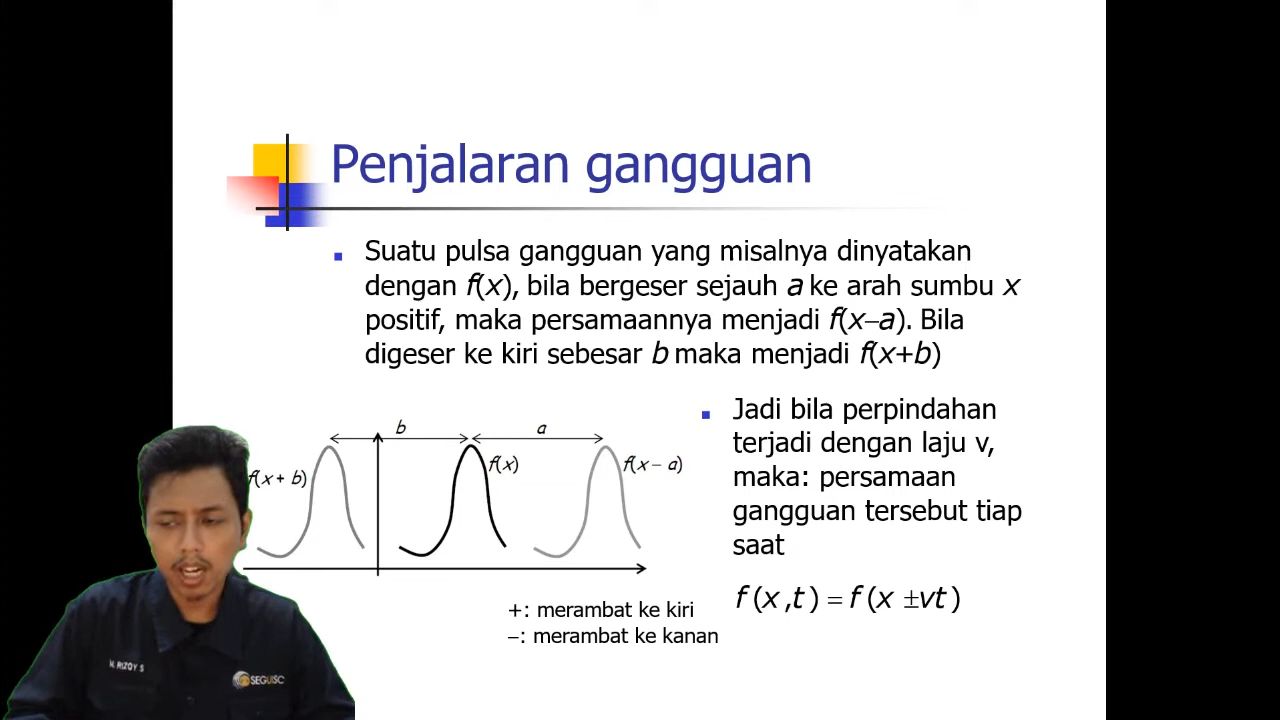 Penjalaran gangguan
Suatu pulsa gangguan yang misalnya dinyatakan
dengan f(x), bila bergeser sejauh a ke arah sumbu x
positif, maka persamaannya menjadi f(x–a). Bila
digeser ke kiri sebesar b maka menjadi f(x+b)
b
a
f(x + b)
f(x)
f(x – a)
Jadi bila perpindahan
terjadi dengan laju v,
maka: persamaan
gangguan tersebut tiap
saat
f(x,t) = f(x ±vt)
+: merambat ke kiri
–: merambat ke kanan
M. RIZQY S
SEGUISC